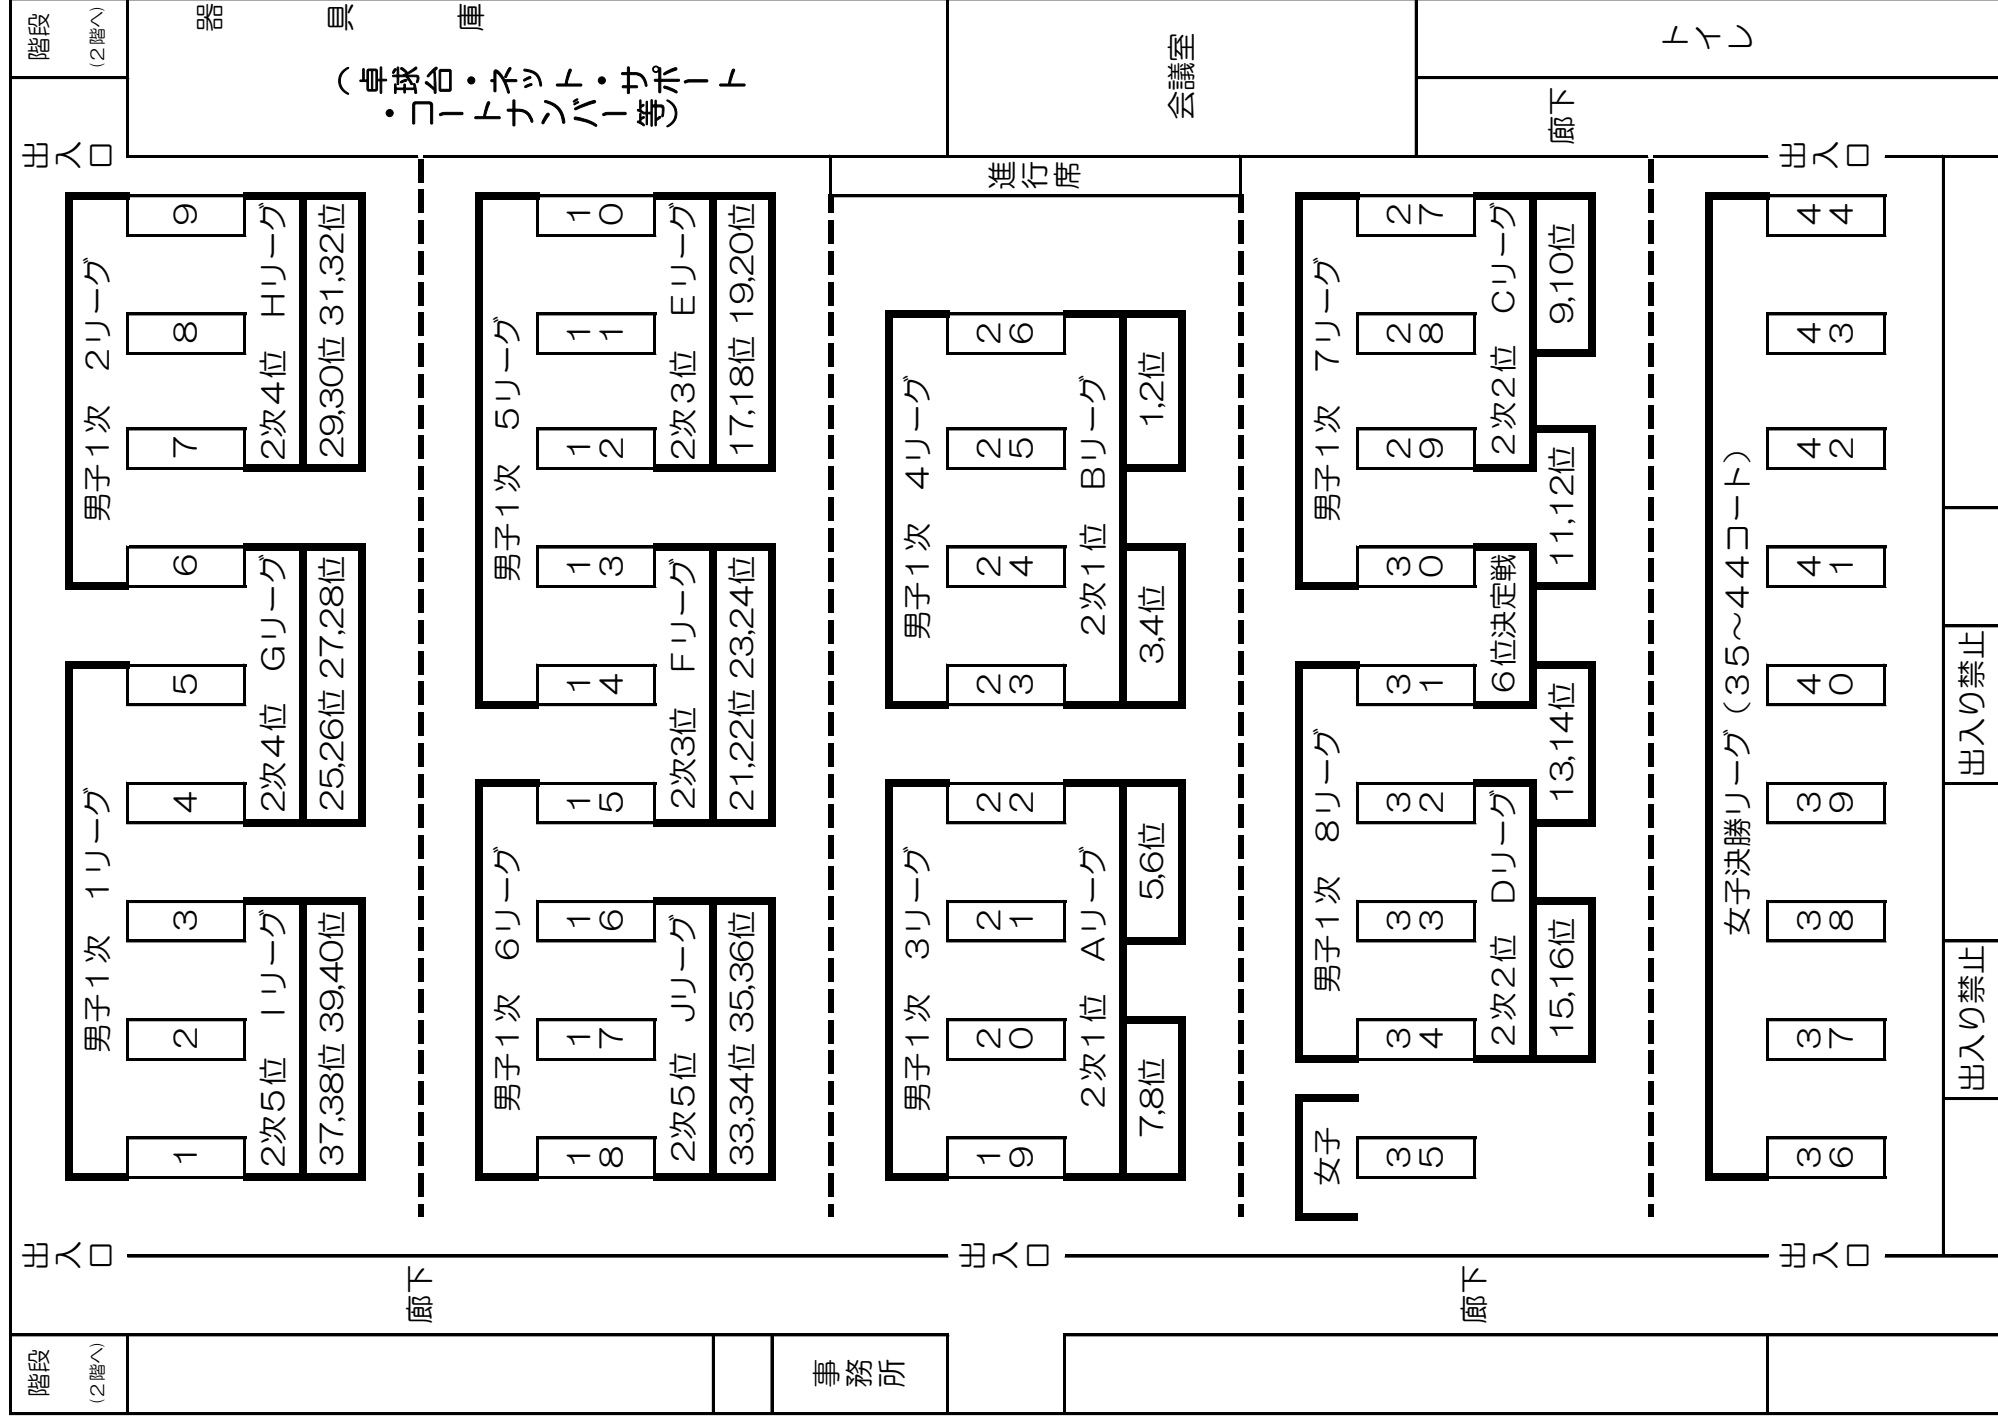 階段
(2階へ)
器 具 庫
(卓球台・ネット・サポート
・コートナンバー等)
会議室
トイレ
廊下
出入口
出入口
進行席
男子1次 1リーグ
男子1次 2リーグ
1
2
3
4
5
6
7
8
9
2次5位 Iリーグ
2次4位 Gリーグ
2次4位 Hリーグ
37,38位 39,40位
25,26位 27,28位
29,30位 31,32位
男子1次 6リーグ
男子1次 5リーグ
18
17
16
15
14
13
12
11
10
2次5位 Jリーグ
2次3位 Fリーグ
2次3位 Eリーグ
33,34位 35,36位
21,22位 23,24位
17,18位 19,20位
男子1次 3リーグ
男子1次 4リーグ
19
20
21
22
23
24
25
26
2次1位 Aリーグ
2次1位 Bリーグ
7,8位
5,6位
3,4位
1,2位
女子
男子1次 8リーグ
男子1次 7リーグ
35
34
33
32
31
30
29
28
27
2次2位 Dリーグ
6位決定戦
2次2位 Cリーグ
15,16位
13,14位
11,12位
9,10位
女子決勝リーグ（35～44コート）
36
37
38
39
40
41
42
43
44
出入り禁止
出入り禁止
出入口
出入口
出入口
廊下
廊下
階段
(2階へ)
事務所